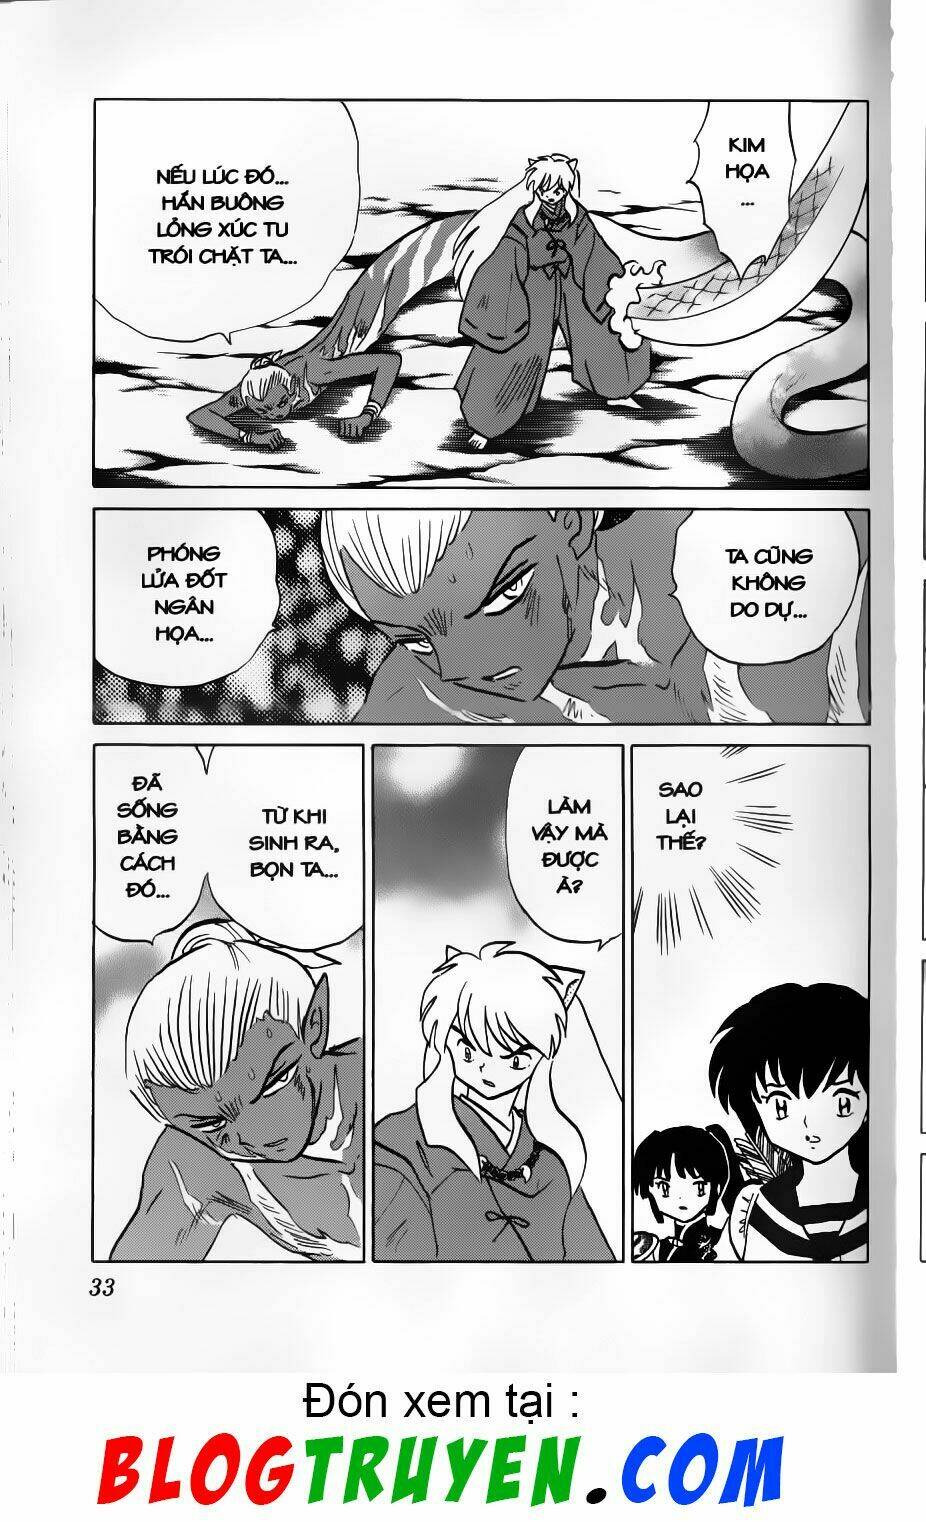 KIM
HỌA
...
NẾU LÚC ĐÓ...
HẮN BUÔNG
LỎNG XÚC TU
TRÓI CHẶT TA...
TA CŨNG
KHÔNG
DO DỰ...
PHÓNG
LỬA ĐỐT
NGÂN
HỌA...
SAO
LẠI
THẾ?
LÀM
VẬY MÀ
ĐƯỢC
À?
TỪ KHI
SINH RA,
BỌN TA...
ĐÃ
SỐNG
BẰNG
CÁCH
ĐÓ...
33
Đón xem tại :
BLOGTRUYEN.COM